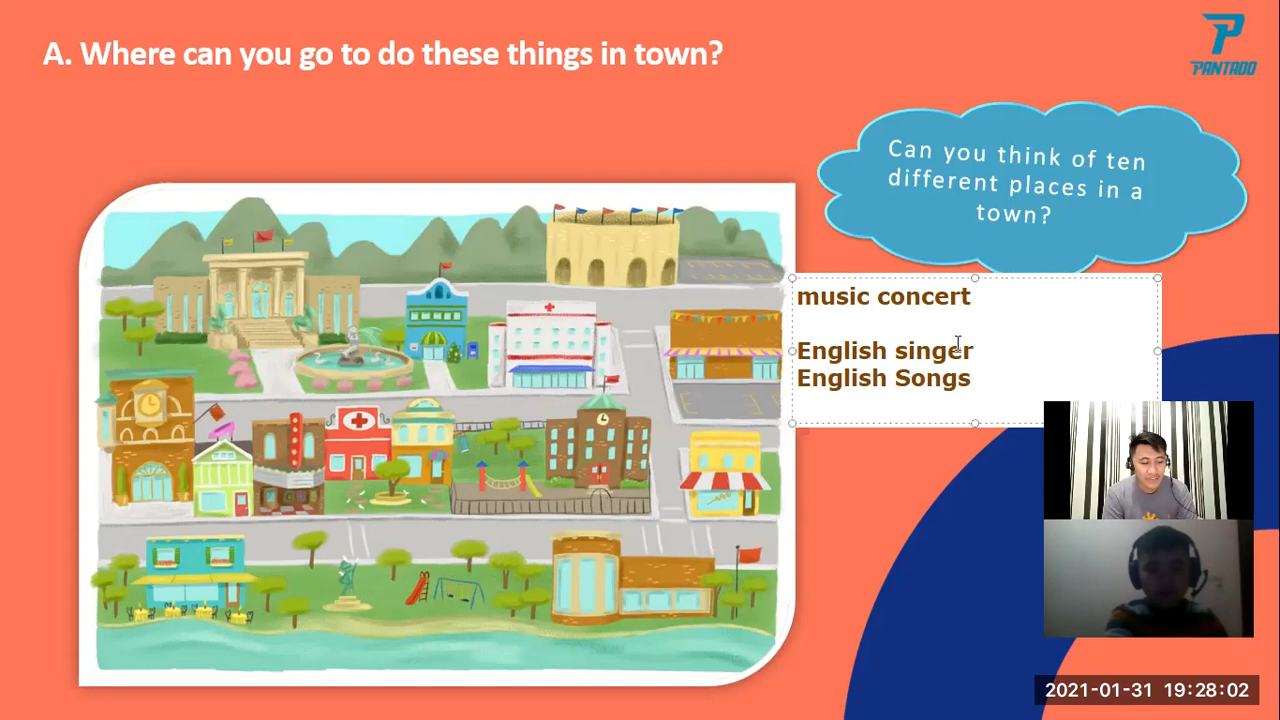 A. Where can you go to do these things in town?
PANTADO
Can you think of ten
different places in a
town?
music concert
English singer
English Songs
2021-01-31 19:28:02